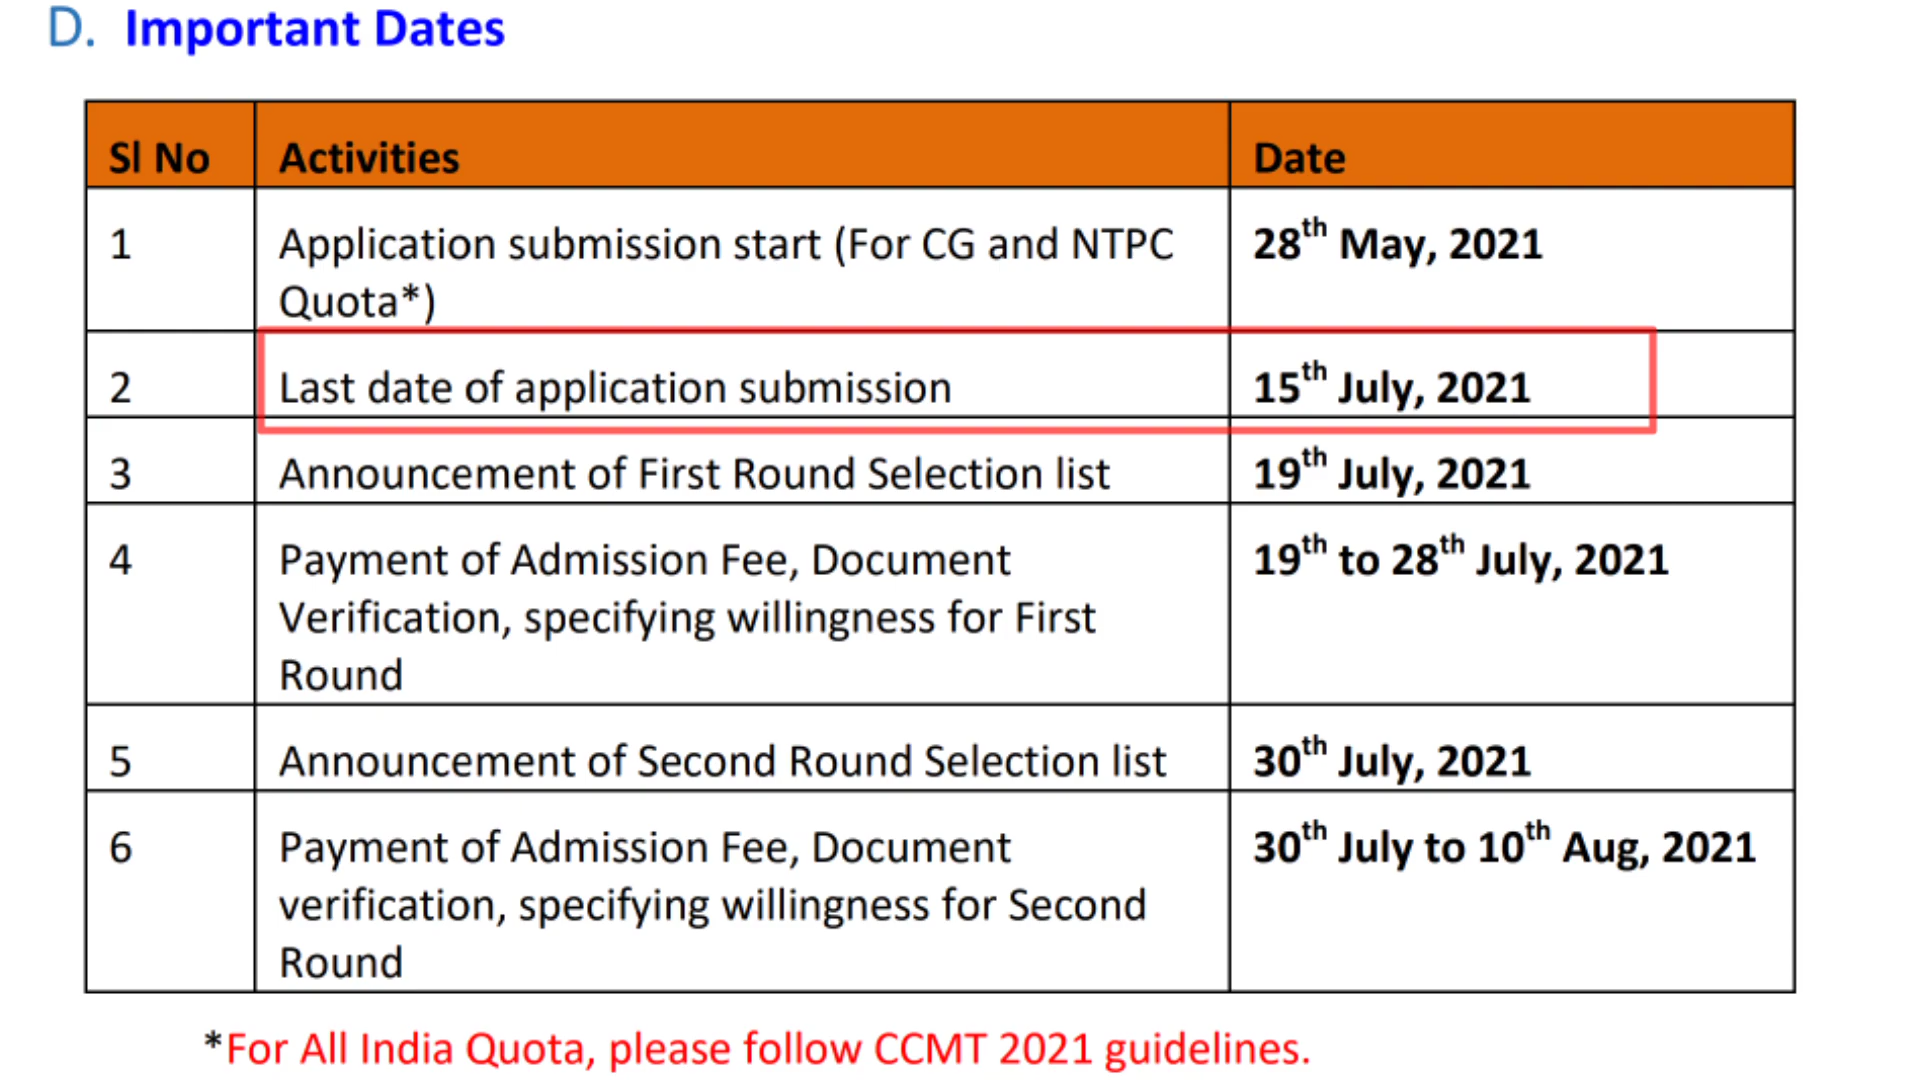 D. Important Dates
Sl No Activities Date
1 Application submission start (For CG and NTPC 28th May, 2021
Quota*)
2 Last date of application submission 15th July, 2021
3 Announcement of First Round Selection list 19th July, 2021
4 Payment of Admission Fee, Document 19th to 28th July, 2021
Verification, specifying willingness for First
Round
5 Announcement of Second Round Selection list 30th July, 2021
6 Payment of Admission Fee, Document 30th July to 10th Aug, 2021
verification, specifying willingness for Second
Round
*For All India Quota, please follow CCMT 2021 guidelines.